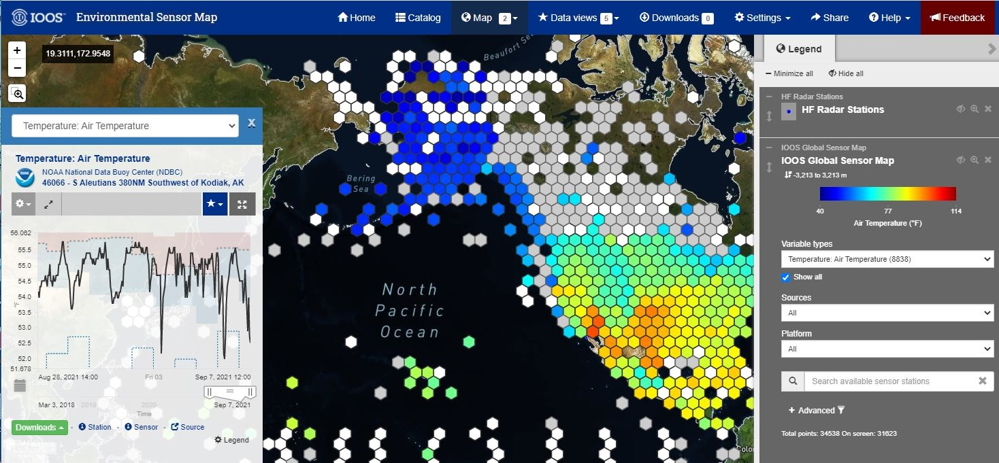 IOOS Environmental Sensor Map
Home
Catalog
Map 2
Data views 5
Downloads 0
Settings
Share
Help
Feedback
+
−
19.3111,172.9548
Temperature: Air Temperature
X
Temperature: Air Temperature
NOAA National Data Buoy Center (NDBC)
46066 - S Aleutians 380NM Southwest of Kodiak, AK
56.062
55.5
55.0
54.5
54.0
53.5
53.0
52.5
52.0
51.678
°F
Aug 28, 2021 14:00 Fri 03 Sep 7, 2021 12:00
Mar 3, 2018 2019 2020 Sep 7, 2021
Time
Downloads - Station - Sensor - Source
Legend
Beaufort Sea
Bering
Sea
North
Pacific
Ocean
Legend
Minimize all Hide all
HF Radar Stations
HF Radar Stations
IOOS Global Sensor Map
IOOS Global Sensor Map
-3,213 to 3,213 m
40 77 114
Air Temperature (°F)
Variable types
Temperature: Air Temperature (8838)
Show all
Sources
All
Platform
All
Search available sensor stations
+ Advanced
Total points: 34538 On screen: 31623